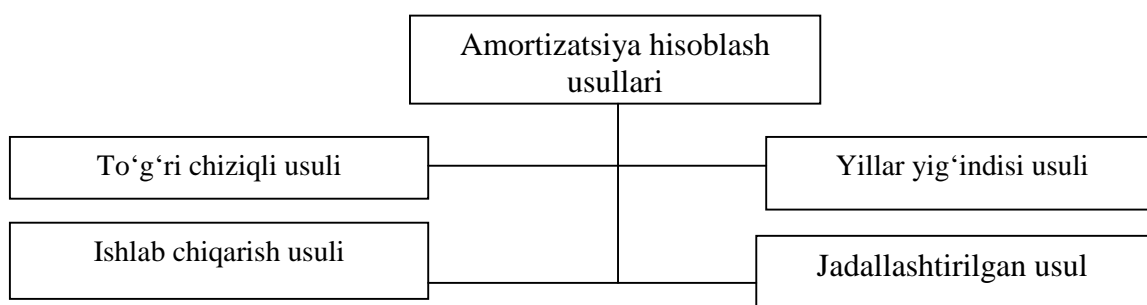 Amortizatsiya hisoblash
usullari
To‘g‘ri chiziqli usuli
Yillar yig‘indisi usuli
Ishlab chiqarish usuli
Jadallashtirilgan usul